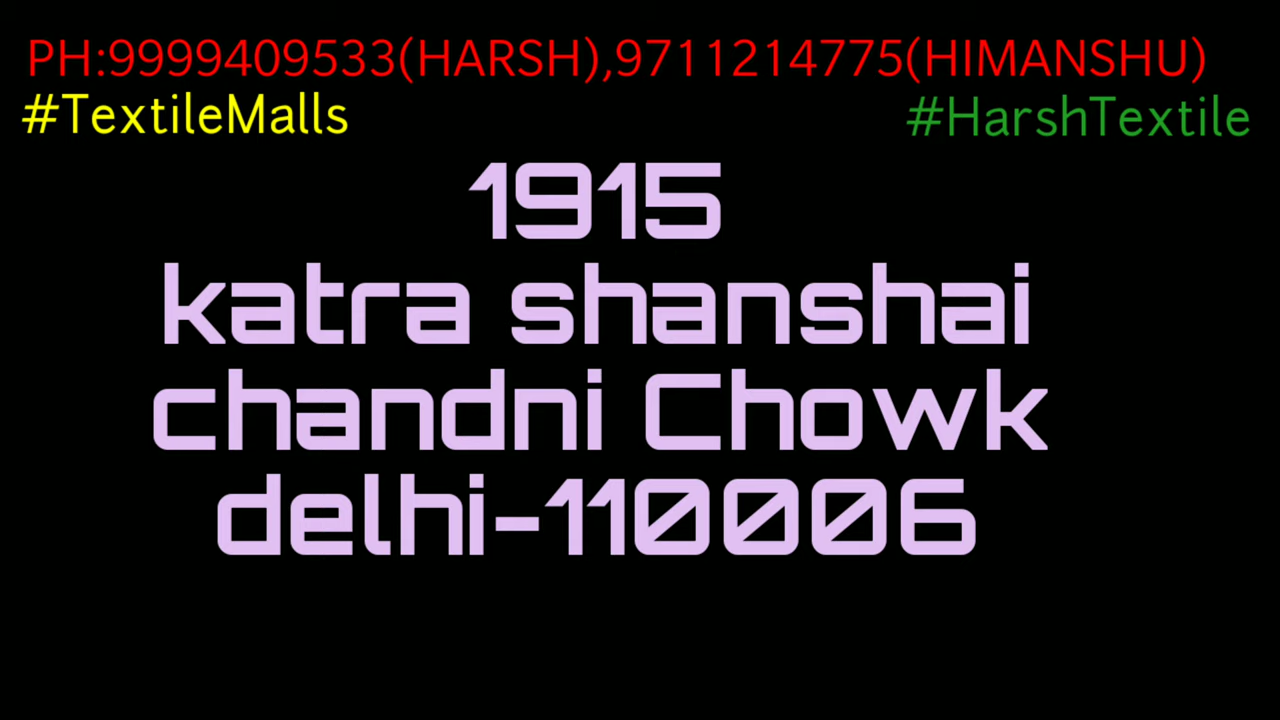 PH:9999409533(HARSH),9711214775(HIMANSHU)
#TextileMalls #HarshTextile
1915
katra shanshai
chandni Chowk
delhi-110006